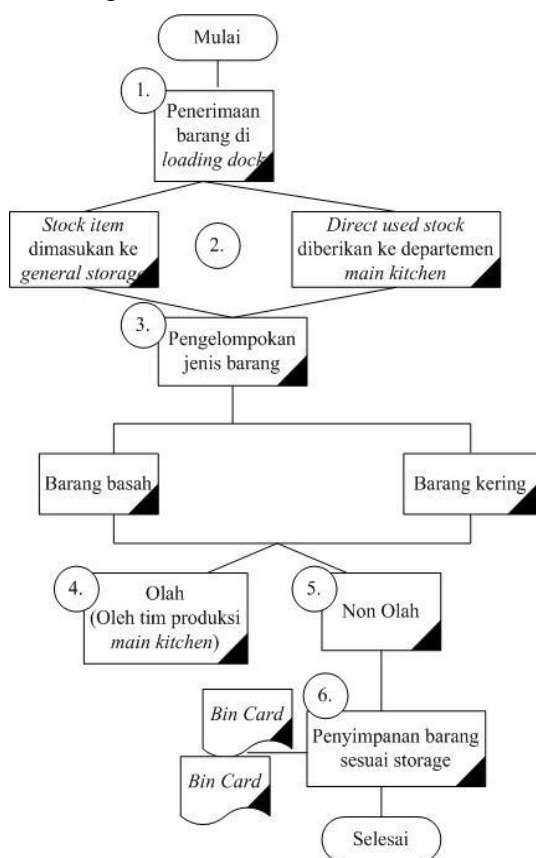 Mulai
1.
Penerimaan
barang di
loading dock
Stock item
dimasukan ke
general storage
2.
Direct used stock
diberikan ke departemen
main kitchen
3.
Pengelompokan
jenis barang
Barang basah
Barang kering
4.
Olah
(Oleh tim produksi
main kitchen)
5.
Non Olah
6.
Bin Card
Penyimpanan barang
sesuai storage
Bin Card
Selesai